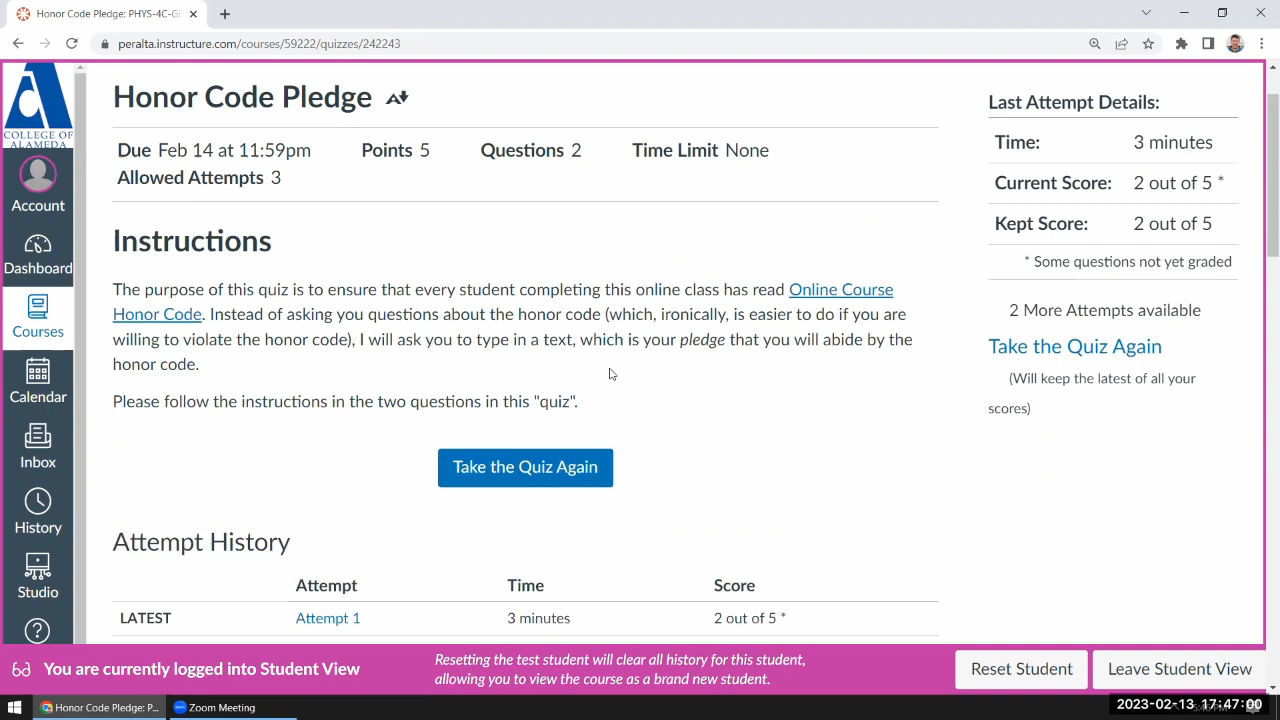 Honor Code Pledge: PHYS-4C-GE
peralta.instructure.com/courses/59222/quizzes/242243
COLLEGE OF
ALAMEDA
Account
Dashboard
Courses
Calendar
Inbox
History
Studio
Honor Code Pledge
Due Feb 14 at 11:59pm Points 5 Questions 2 Time Limit None
Allowed Attempts 3
Instructions
The purpose of this quiz is to ensure that every student completing this online class has read Online Course
Honor Code. Instead of asking you questions about the honor code (which, ironically, is easier to do if you are
willing to violate the honor code), I will ask you to type in a text, which is your pledge that you will abide by the
honor code.
Please follow the instructions in the two questions in this "quiz".
Take the Quiz Again
Attempt History
Attempt Time Score
LATEST Attempt 1 3 minutes 2 out of 5 *
Last Attempt Details:
Time: 3 minutes
Current Score: 2 out of 5 *
Kept Score: 2 out of 5
* Some questions not yet graded
2 More Attempts available
Take the Quiz Again
(Will keep the latest of all your
scores)
You are currently logged into Student View
Resetting the test student will clear all history for this student,
allowing you to view the course as a brand new student.
Reset Student
Leave Student View
Honor Code Pledge: P...
Zoom Meeting
2023-02-13 17:47:00